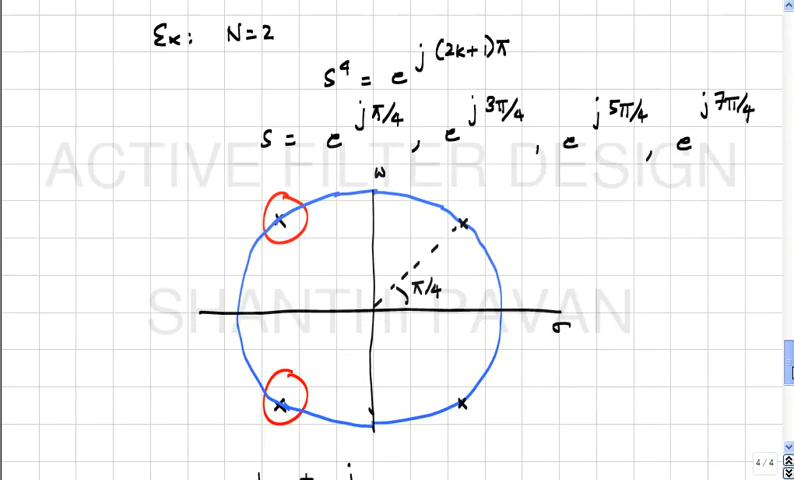 Ex: N=2
s^4 = e^{j(2k+1)π}
s = e^{jπ/4}, e^{j3π/4}, e^{j5π/4}, e^{j7π/4}
ACTIVE FILTER DESIGN
ω
π/4
SHANTHI PAVAN
σ
4 / 4